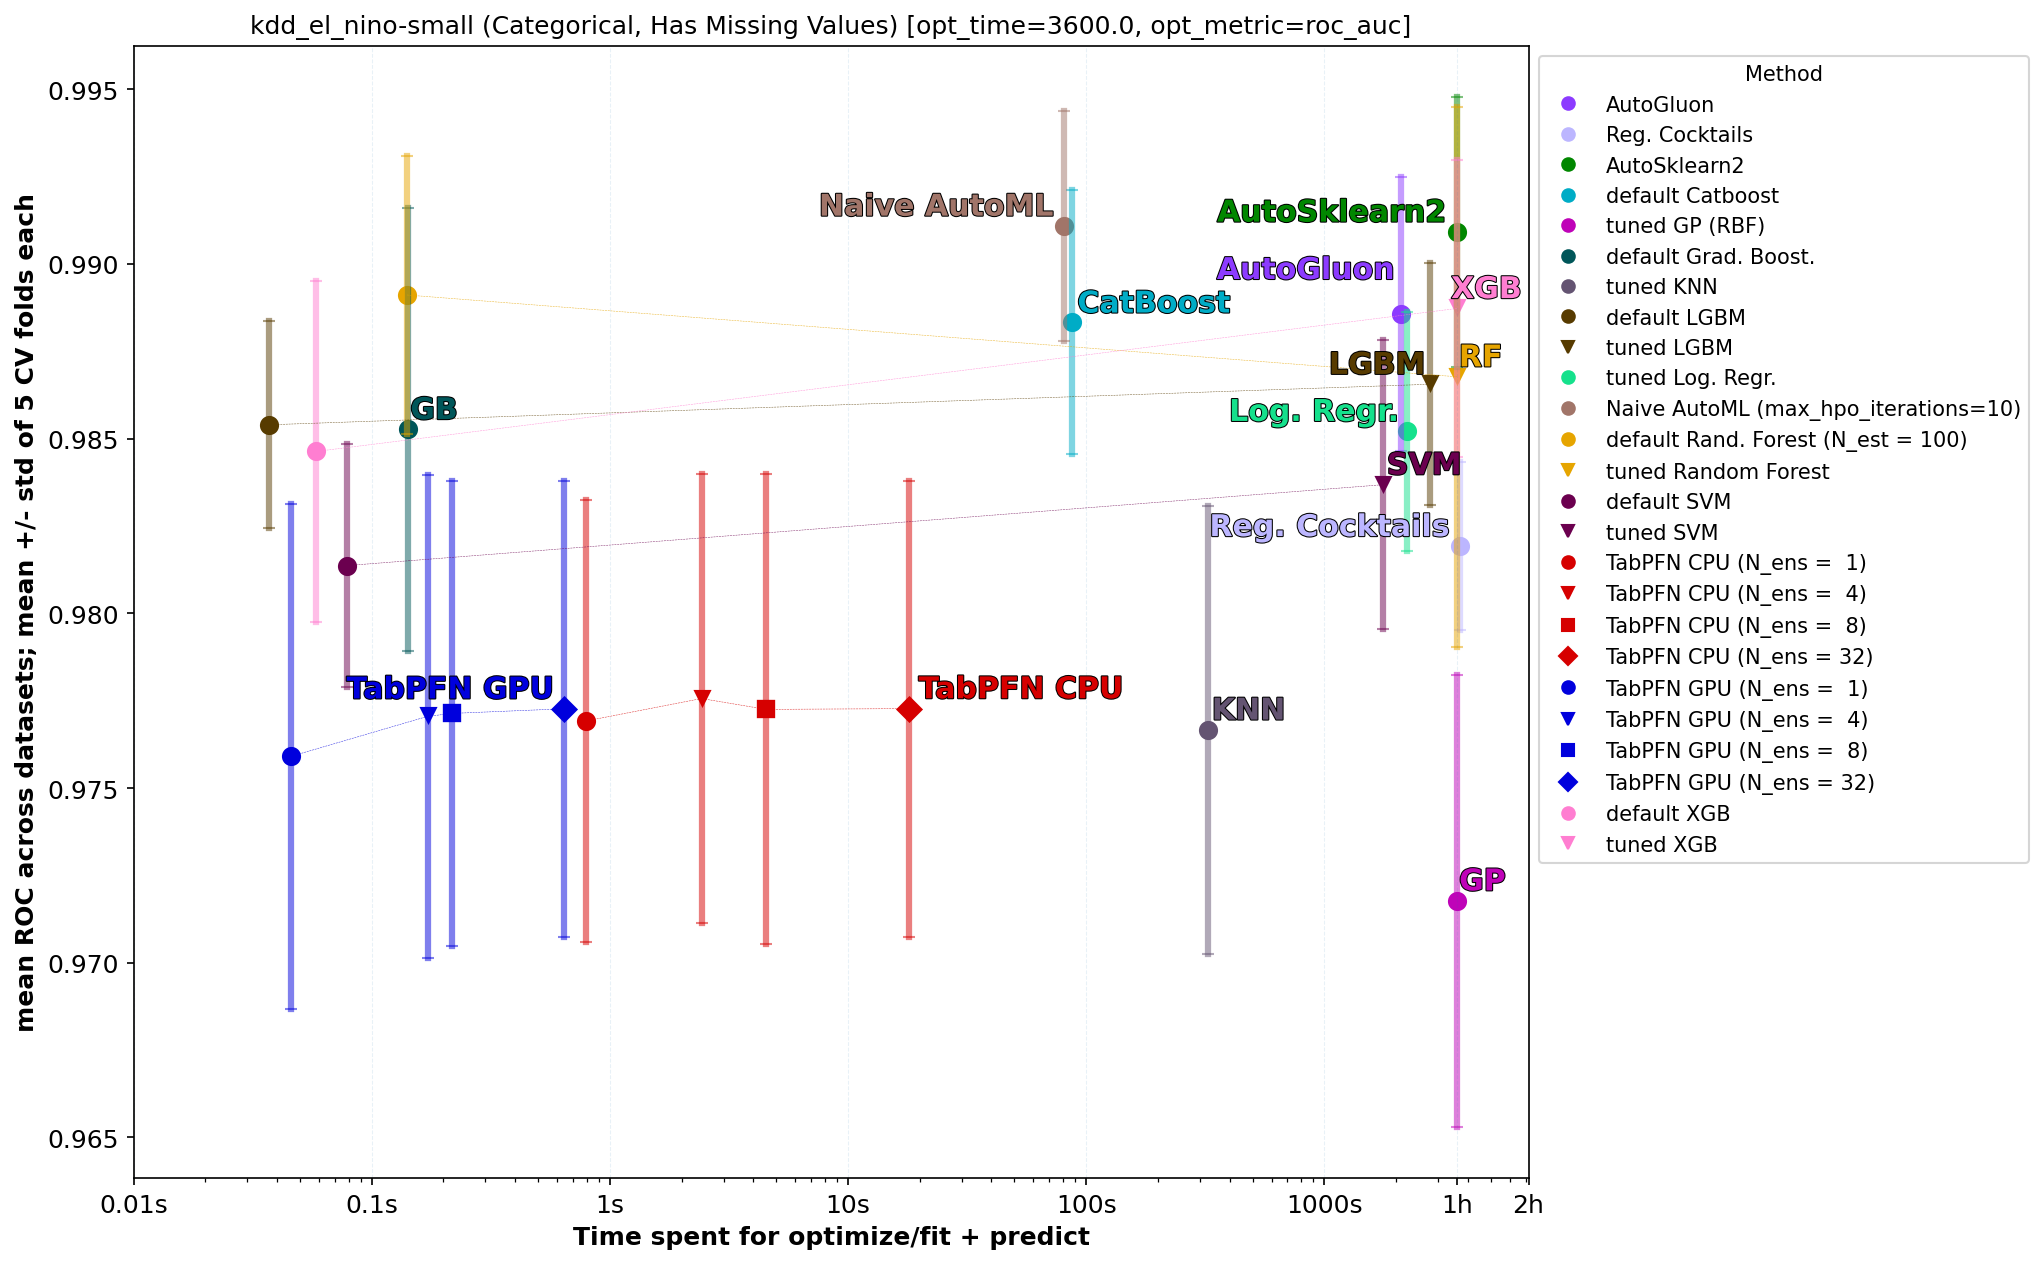 kdd_el_nino-small (Categorical, Has Missing Values) [opt_time=3600.0, opt_metric=roc_auc]
mean ROC across datasets; mean +/- std of 5 CV folds each
0.995
0.990
0.985
0.980
0.975
0.970
0.965
Naive AutoML
AutoSklearn2
AutoGluon
XGB
CatBoost
RF
LGBM
GB
Log. Regr.
SVM
Reg. Cocktails
TabPFN GPU
TabPFN CPU
KNN
GP
0.01s
0.1s
1s
10s
100s
1000s
1h
2h
Time spent for optimize/fit + predict
Method
AutoGluon
Reg. Cocktails
AutoSklearn2
default Catboost
tuned GP (RBF)
default Grad. Boost.
tuned KNN
default LGBM
tuned LGBM
tuned Log. Regr.
Naive AutoML (max_hpo_iterations=10)
default Rand. Forest (N_est = 100)
tuned Random Forest
default SVM
tuned SVM
TabPFN CPU (N_ens =  1)
TabPFN CPU (N_ens =  4)
TabPFN CPU (N_ens =  8)
TabPFN CPU (N_ens = 32)
TabPFN GPU (N_ens =  1)
TabPFN GPU (N_ens =  4)
TabPFN GPU (N_ens =  8)
TabPFN GPU (N_ens = 32)
default XGB
tuned XGB